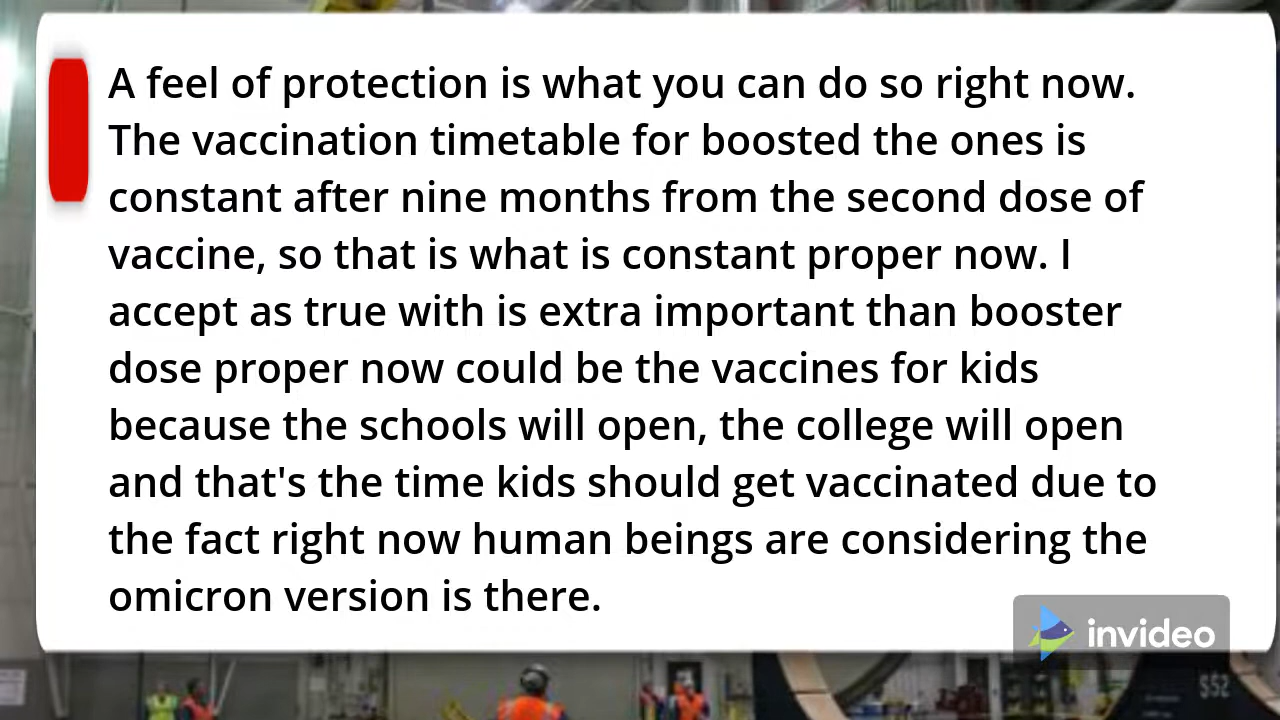 A feel of protection is what you can do so right now.
The vaccination timetable for boosted the ones is
constant after nine months from the second dose of
vaccine, so that is what is constant proper now. I
accept as true with is extra important than booster
dose proper now could be the vaccines for kids
because the schools will open, the college will open
and that's the time kids should get vaccinated due to
the fact right now human beings are considering the
omicron version is there.
invideo
$52